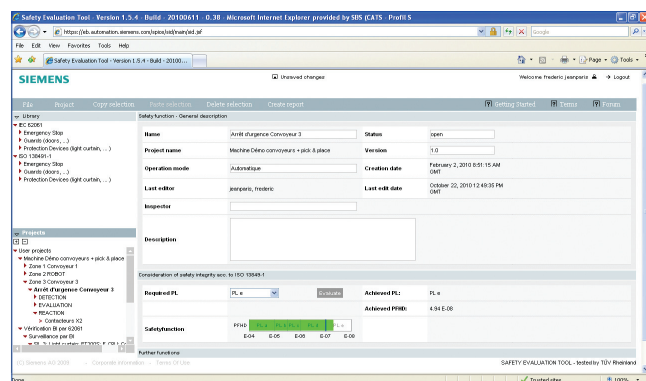 Safety Evaluation Tool - Version 1.5.4 - Build - 20100611 - 0.38 - Microsoft Internet Explorer provided by SBS (CATS - Profil S
https://eb.automation.siemens.com/spice/sid/main/sid.jsf
Google
File Edit View Favorites Tools Help
Safety Evaluation Tool - Version 1.5.4 - Build - 20100...
Page Tools
SIEMENS
Unsaved changes
Welcome frederic jeanparis
Logout
File Project Copy selection Paste selection Delete selection Create report
Getting Started Terms Forum
Library
IEC 62061
Emergency Stop
Guards (doors, ...)
Protection Devices (light curtain, ...)
ISO 13849-1
Emergency Stop
Guards (doors, ...)
Protection Devices (light curtain, ...)
Projects
User projects
Machine Démo convoyeurs + pick & place
Zone 1 Convoyeur 1
Zone 2 ROBOT
Zone 3 Convoyeur 3
Arrêt d'urgence Convoyeur 3
DETECTION
EVALUATION
REACTION
Contacteurs X2
Vérification BI par 62061
Surveillance par BI
Safety function - General description
Name Arrêt d'urgence Convoyeur 3 Status open
Project name Machine Démo convoyeurs + pick & place Version 1.0
Operation mode Automatique Creation date February 2, 2010 8:51:15 AM
GMT
Last editor jeanparis, frederic Last edit date October 22, 2010 12:49:35 PM
GMT
Inspector
Description
Consideration of safety integrity acc. to ISO 13849-1
Required PL PL e Evaluate Achieved PL: PL e
Achieved PFHD: 4.94 E-08
Safetyfunction PFHD PL a PL b PL c PL d PL e
E-04 E-05 E-06 E-07 E-08
Further functions
(C) Siemens AG 2008 - Corporate Information - Terms Of Use
SAFETY EVALUATION TOOL - tested by TÜV Rheinland
Done
Trusted sites
100%